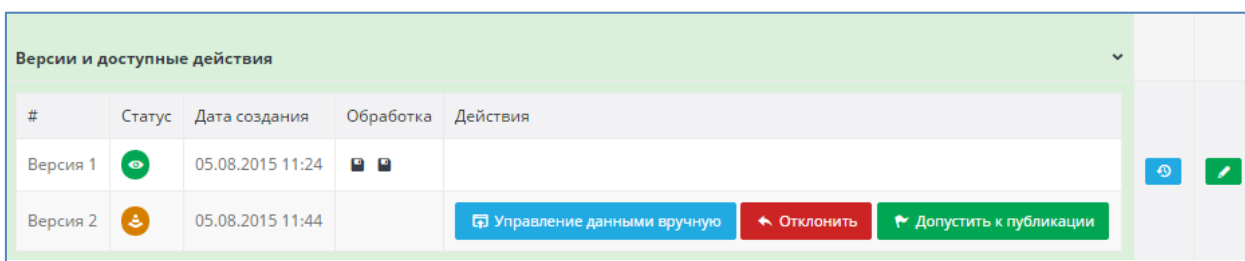 Версии и доступные действия
# Статус Дата создания Обработка Действия
Версия 1 05.08.2015 11:24
Версия 2 05.08.2015 11:44 Управление данными вручную Отклонить Допустить к публикации